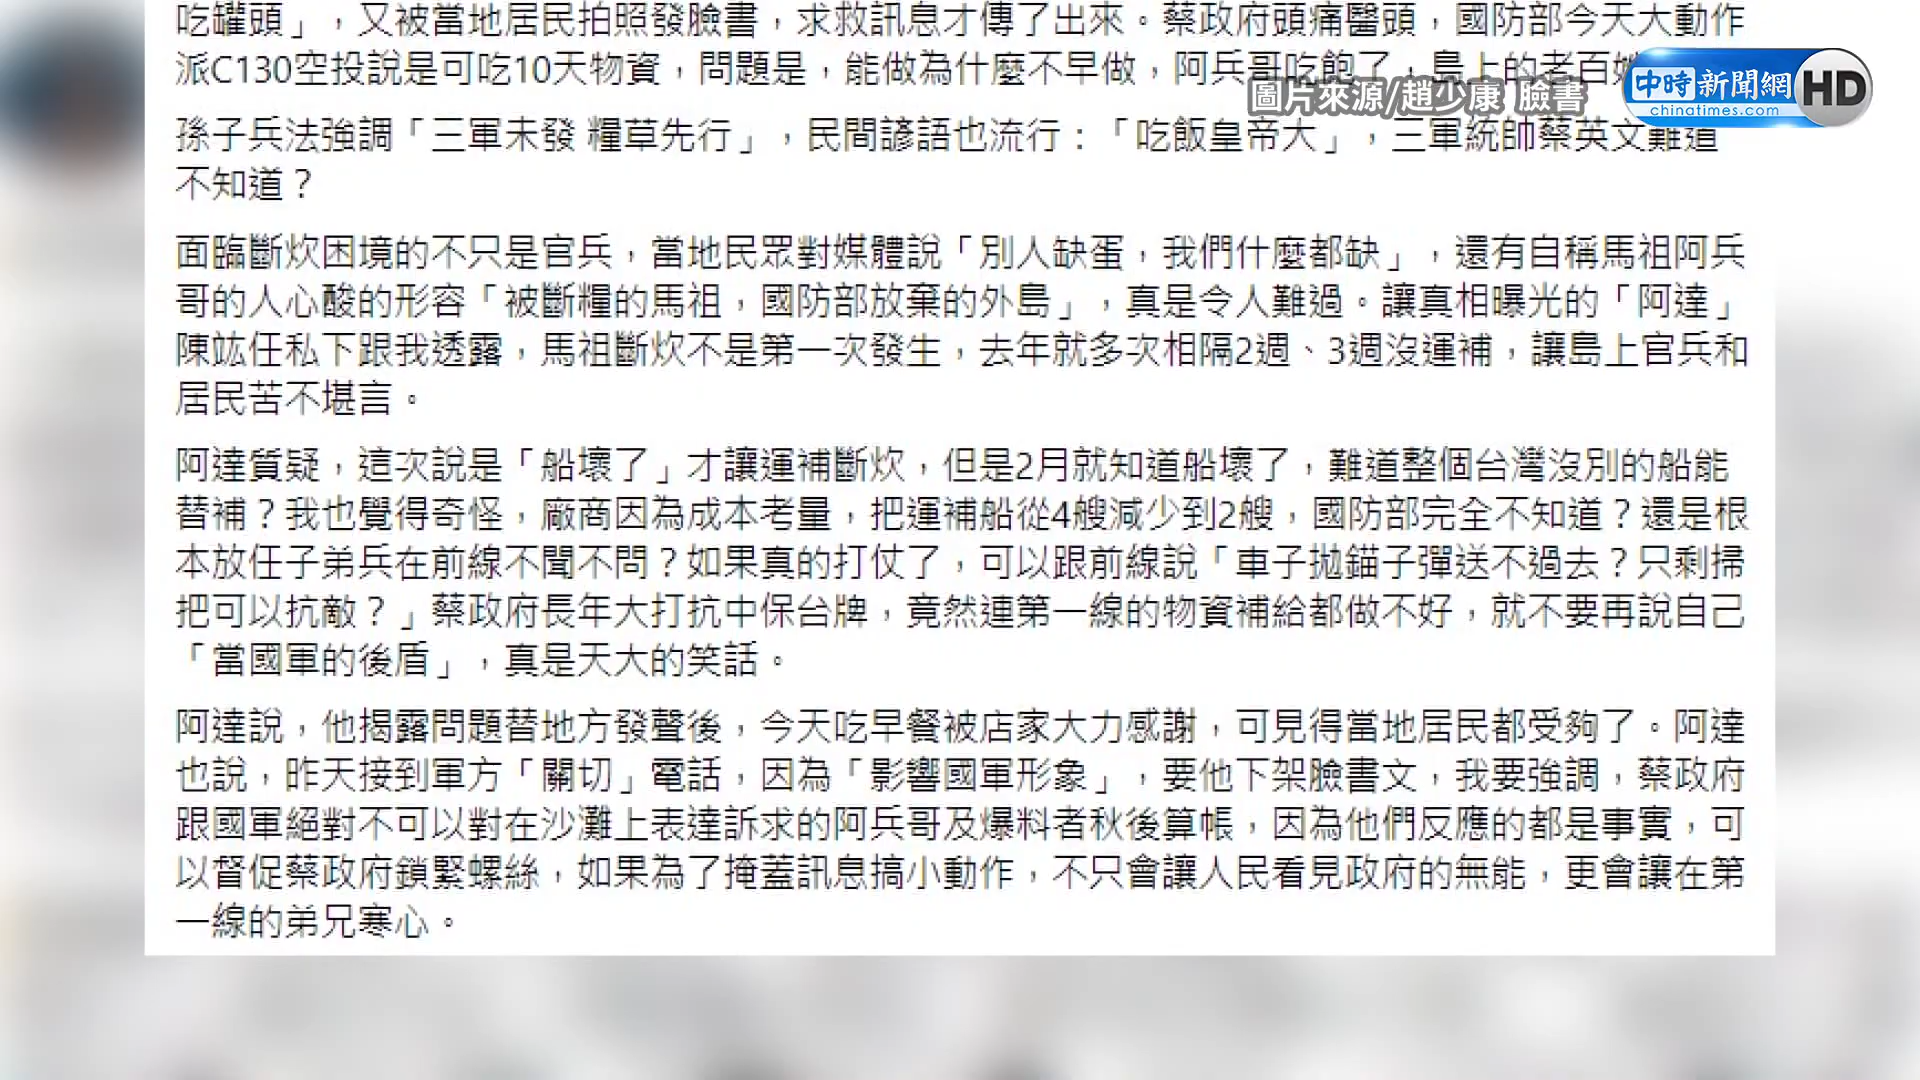 吃罐頭」，又被當地居民拍照發臉書，求救訊息才傳了出來。蔡政府頭痛醫頭，國防部今天大動作
派C130空投說是可吃10天物資，問題是，能做為什麼不早做，阿兵哥吃飽了，島上的老百姓
中時新聞網 HD
chinatimes.com
圖片來源/趙少康 臉書
孫子兵法強調「三軍未發 糧草先行」，民間諺語也流行：「吃飯皇帝大」，三軍統帥蔡英文難道
不知道？
面臨斷炊困境的不只是官兵，當地民眾對媒體說「別人缺蛋，我們什麼都缺」，還有自稱馬祖阿兵
哥的人心酸的形容「被斷糧的馬祖，國防部放棄的外島」，真是令人難過。讓真相曝光的「阿達」
陳竑任私下跟我透露，馬祖斷炊不是第一次發生，去年就多次相隔2週、3週沒運補，讓島上官兵和
居民苦不堪言。
阿達質疑，這次說是「船壞了」才讓運補斷炊，但是2月就知道船壞了，難道整個台灣沒別的船能
替補？我也覺得奇怪，廠商因為成本考量，把運補船從4艘減少到2艘，國防部完全不知道？還是根
本放任子弟兵在前線不聞不問？如果真的打仗了，可以跟前線說「車子拋錨子彈送不過去？只剩掃
把可以抗敵？」蔡政府長年大打抗中保台牌，竟然連第一線的物資補給都做不好，就不要再說自己
「當國軍的後盾」，真是天大的笑話。
阿達說，他揭露問題替地方發聲後，今天吃早餐被店家大力感謝，可見得當地居民都受夠了。阿達
也說，昨天接到軍方「關切」電話，因為「影響國軍形象」，要他下架臉書文，我要強調，蔡政府
跟國軍絕對不可以對在沙灘上表達訴求的阿兵哥及爆料者秋後算帳，因為他們反應的都是事實，可
以督促蔡政府鎖緊螺絲，如果為了掩蓋訊息搞小動作，不只會讓人民看見政府的無能，更會讓在第
一線的弟兄寒心。